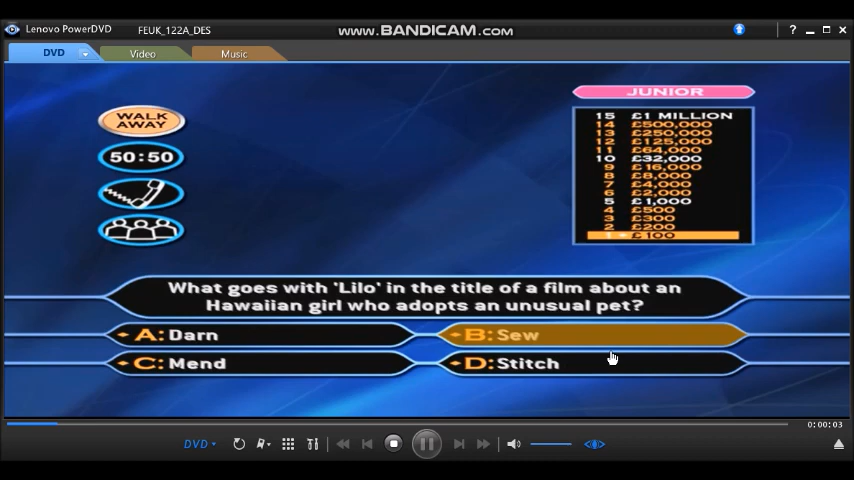 Lenovo PowerDVD
FEUK_122A_DES
www.BANDICAM.com
?
DVD
Video
Music
WALK
AWAY
50:50
JUNIOR
15 £1 MILLION
14 £500,000
13 £250,000
12 £125,000
11 £64,000
10 £32,000
9 £16,000
8 £8,000
7 £4,000
6 £2,000
5 £1,000
4 £500
3 £300
2 £200
1 £100
What goes with 'Lilo' in the title of a film about an
Hawaiian girl who adopts an unusual pet?
A: Darn
B: Sew
C: Mend
D: Stitch
0:00:03
DVD